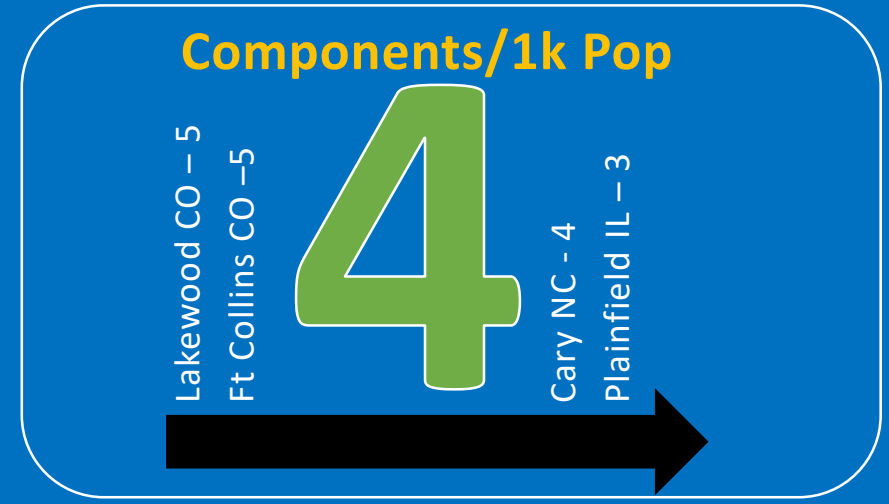 Components/1k Pop
Lakewood CO – 5
Ft Collins CO –5
4
Cary NC - 4
Plainfield IL – 3